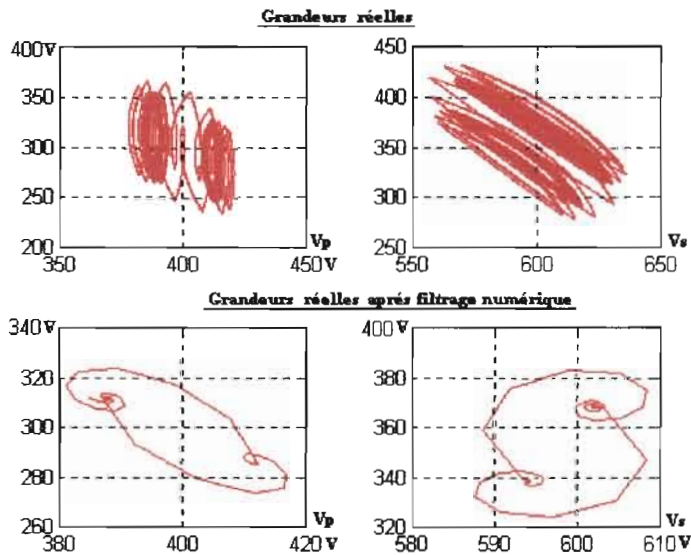 Grandeurs réelles
400V
350
300
250
200
350
400
450V
Vp
450
400
350
300
250
550
600
650
Vs
Grandeurs réelles aprés filtrage numérique
340V
320
300
280
260
380
400
420V
Vp
400V
380
360
340
320
580
590
600
610V
Vs